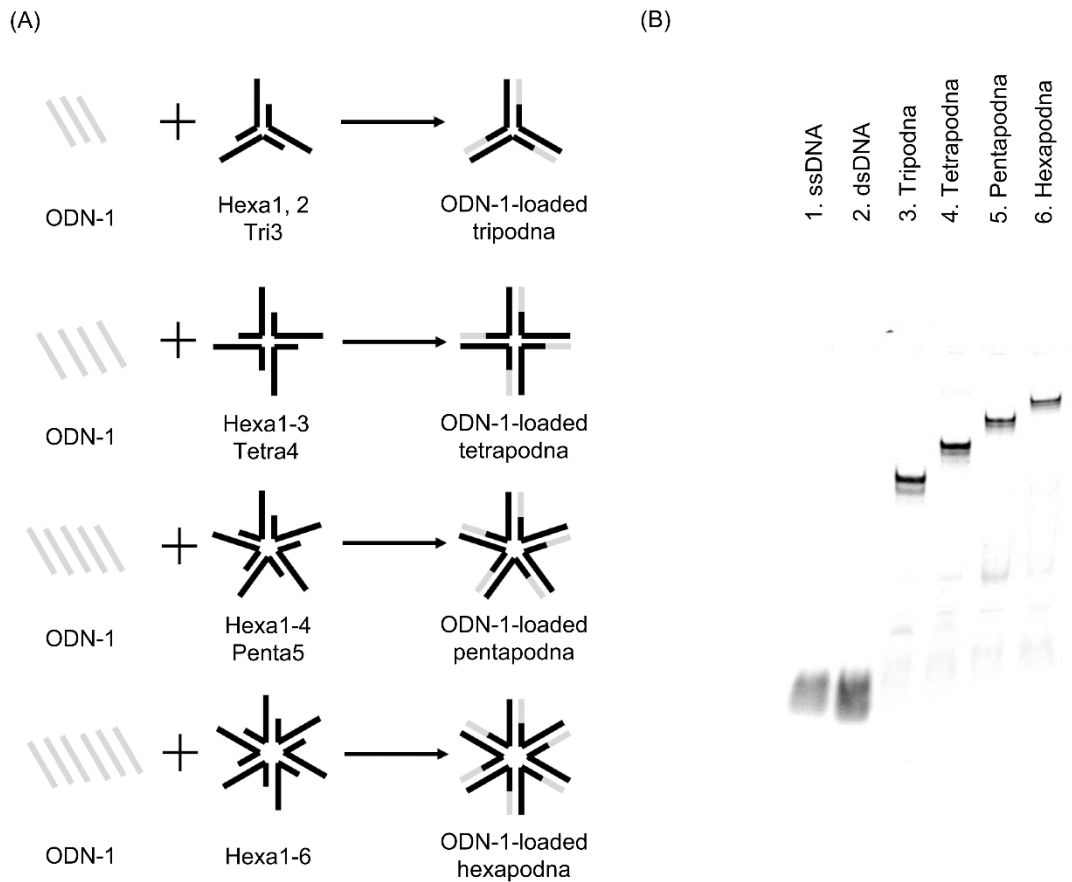 (A)
ODN-1
+
Hexa1, 2
Tri3
ODN-1-loaded
tripodna
ODN-1
+
Hexa1-3
Tetra4
ODN-1-loaded
tetrapodna
ODN-1
+
Hexa1-4
Penta5
ODN-1-loaded
pentapodna
ODN-1
+
Hexa1-6
ODN-1-loaded
hexapodna
(B)
1. ssDNA
2. dsDNA
3. Tripodna
4. Tetrapodna
5. Pentapodna
6. Hexapodna